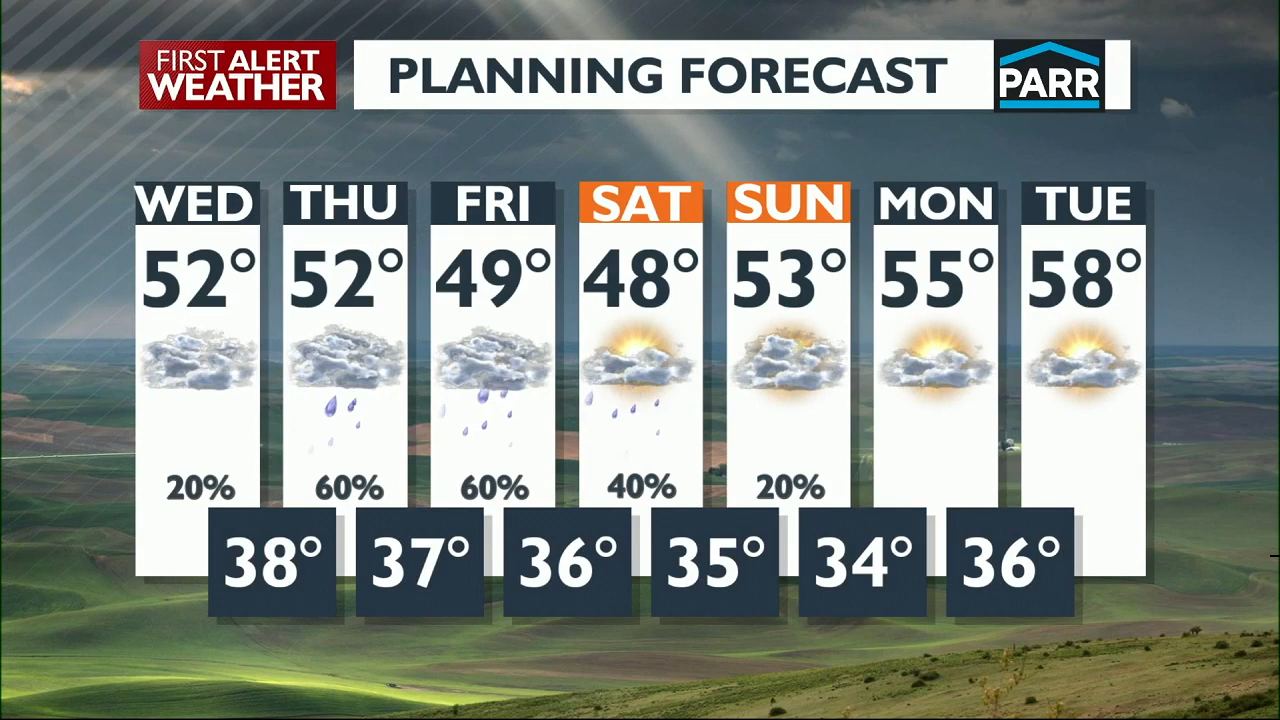 FIRST ALERT
WEATHER
PLANNING FORECAST
PARR
WED THU FRI SAT SUN MON TUE
52° 52° 49° 48° 53° 55° 58°
20% 60% 60% 40% 20%
38° 37° 36° 35° 34° 36°